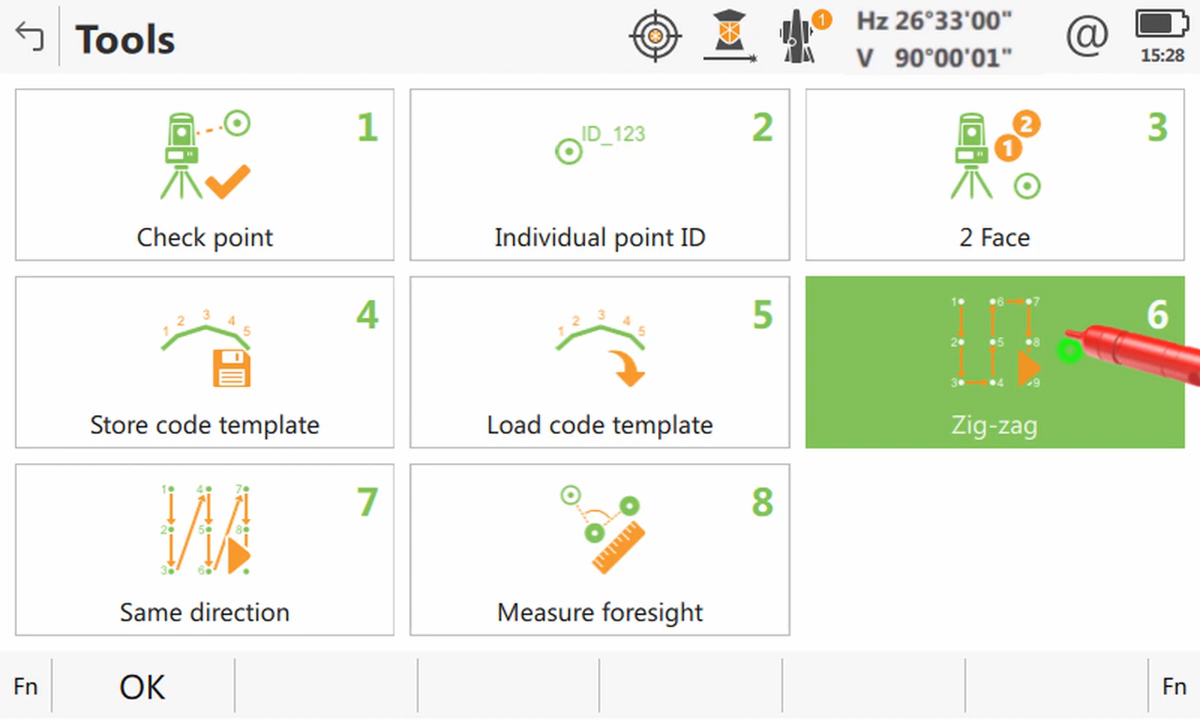 Tools
1
Hz 26°33'00"
V 90°00'01"
@
15:28
1
Check point
ID_123
2
Individual point ID
1
2
3
2 Face
1 2 3 4 5
4
Store code template
1 2 3 4 5
5
Load code template
1 6 7
2 5 8
3 4 9
6
Zig-zag
1 4 7
2 5 8
3 6
7
Same direction
8
Measure foresight
Fn OK Fn